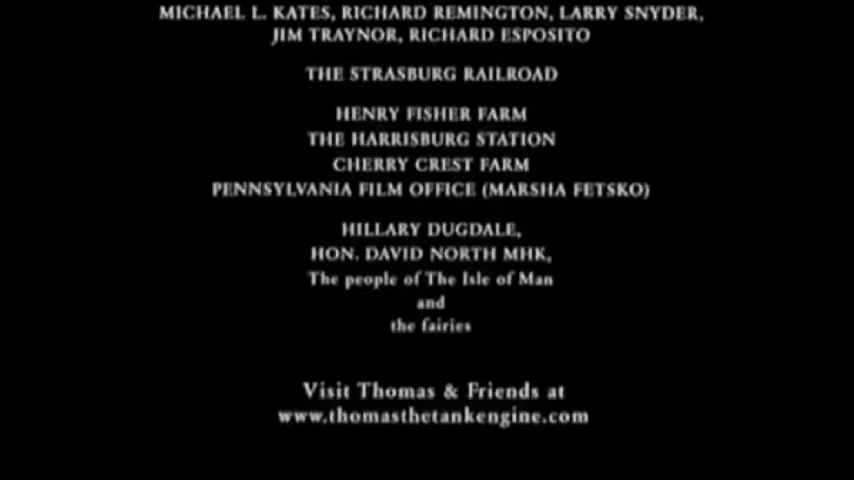 MICHAEL L. KATES, RICHARD REMINGTON, LARRY SNYDER,
JIM TRAYNOR, RICHARD ESPOSITO
THE STRASBURG RAILROAD
HENRY FISHER FARM
THE HARRISBURG STATION
CHERRY CREST FARM
PENNSYLVANIA FILM OFFICE (MARSHA FETSKO)
HILLARY DUGDALE,
HON. DAVID NORTH MHK,
The people of The Isle of Man
and
the fairies
Visit Thomas & Friends at
www.thomasthetankengine.com